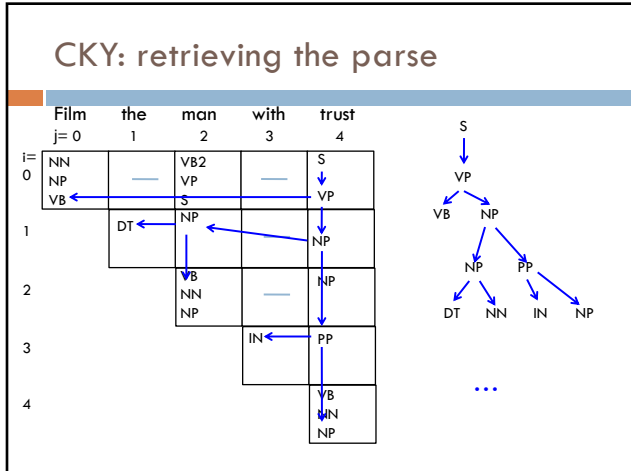 CKY: retrieving the parse
Film the man with trust
j= 0 1 2 3 4
i=
0
NN
NP
VB
VB2
VP
S
S
VP
1
DT
NP
NP
2
VB
NN
NP
NP
3
IN
PP
4
VB
NN
NP
S
VP
VB NP
NP PP
DT NN IN NP
...